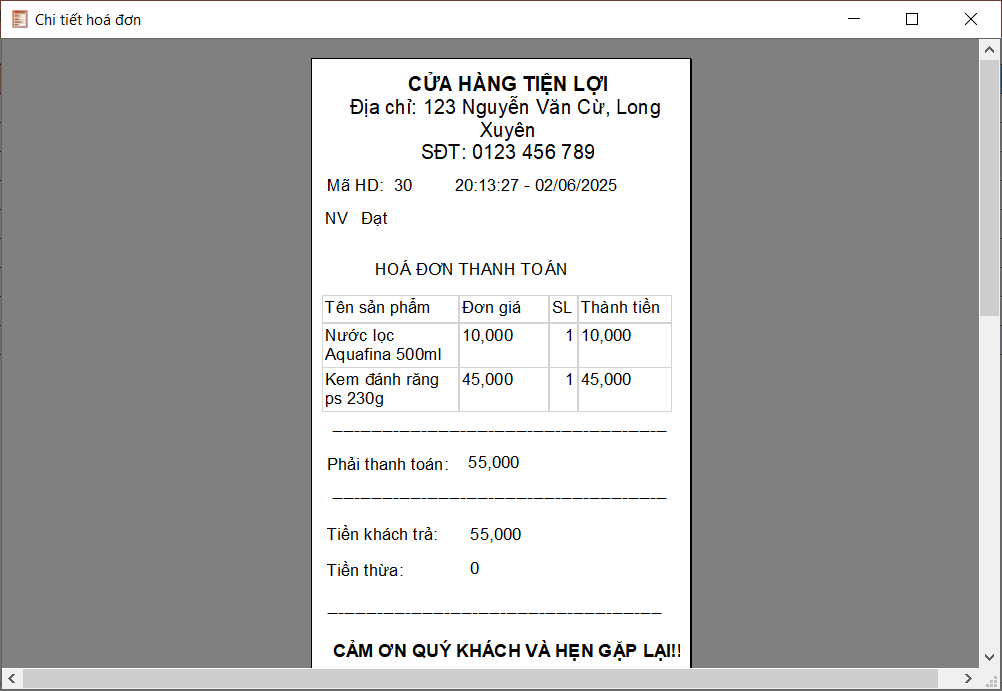 Chi tiết hoá đơn
CỬA HÀNG TIỆN LỢI
Địa chỉ: 123 Nguyễn Văn Cừ, Long
Xuyên
SĐT: 0123 456 789
Mã HD: 30 20:13:27 - 02/06/2025
NV Đạt
HOÁ ĐƠN THANH TOÁN
Tên sản phẩm Đơn giá SL Thành tiền
Nước lọc 10,000 1 10,000
Aquafina 500ml
Kem đánh răng 45,000 1 45,000
ps 230g
Phải thanh toán: 55,000
Tiền khách trả: 55,000
Tiền thừa: 0
CẢM ƠN QUÝ KHÁCH VÀ HẸN GẶP LẠI!!